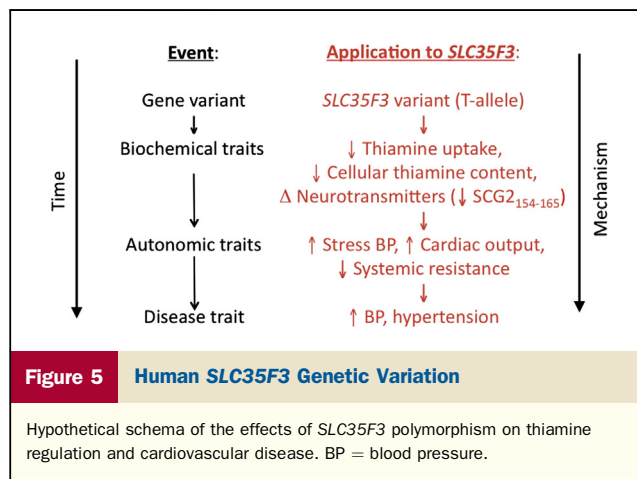 Event:
Application to SLC35F3:
Gene variant
SLC35F3 variant (T-allele)
Biochemical traits
↓ Thiamine uptake,
↓ Cellular thiamine content,
Δ Neurotransmitters (↓ SCG2154-165)
Autonomic traits
↑ Stress BP, ↑ Cardiac output,
↓ Systemic resistance
Disease trait
↑ BP, hypertension
Time
Mechanism
Figure 5
Human SLC35F3 Genetic Variation
Hypothetical schema of the effects of SLC35F3 polymorphism on thiamine
regulation and cardiovascular disease. BP = blood pressure.